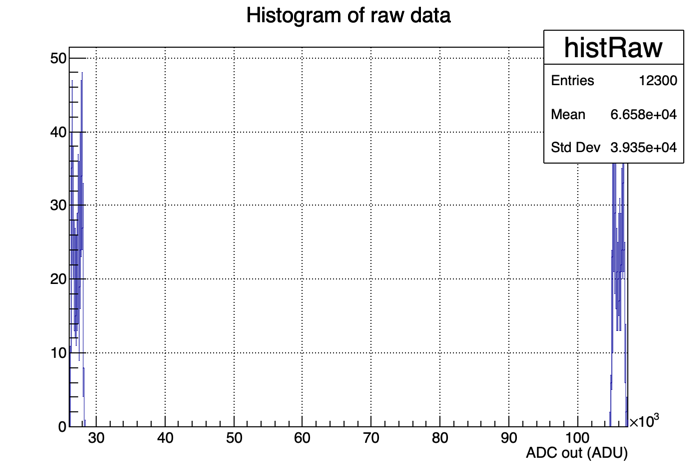 Histogram of raw data
histRaw
Entries 12300
Mean 6.658e+04
Std Dev 3.935e+04
50
40
30
20
10
0
30 40 50 60 70 80 90 100
×10³
ADC out (ADU)